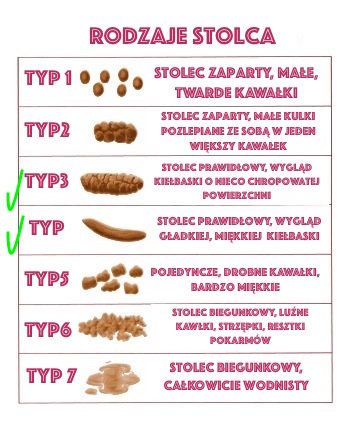 RODZAJE STOLCA
TYP 1
STOLEC ZAPARTY, MAŁE,
TWARDE KAWAŁKI
TYP2
STOLEC ZAPARTY, MAŁE KULKI
POZLEPIANE ZE SOBĄ W JEDEN
WIĘKSZY KAWAŁEK
TYP3
STOLEC PRAWIDŁOWY, WYGLĄD
KIEŁBASKI O NIECO CHROPOWATEJ
POWIERZCHNI
TYP
STOLEC PRAWIDŁOWY, WYGLĄD
GŁADKIEJ, MIĘKKIEJ KIEŁBASKI
TYP5
POJEDYNCZE, DROBNE KAWAŁKI,
BARDZO MIĘKKIE
TYP6
STOLEC BIEGUNKOWY, LUŹNE
KAWŁKI, STRZĘPKI, RESZTKI
POKARMÓW
TYP 7
STOLEC BIEGUNKOWY,
CAŁKOWICIE WODNISTY